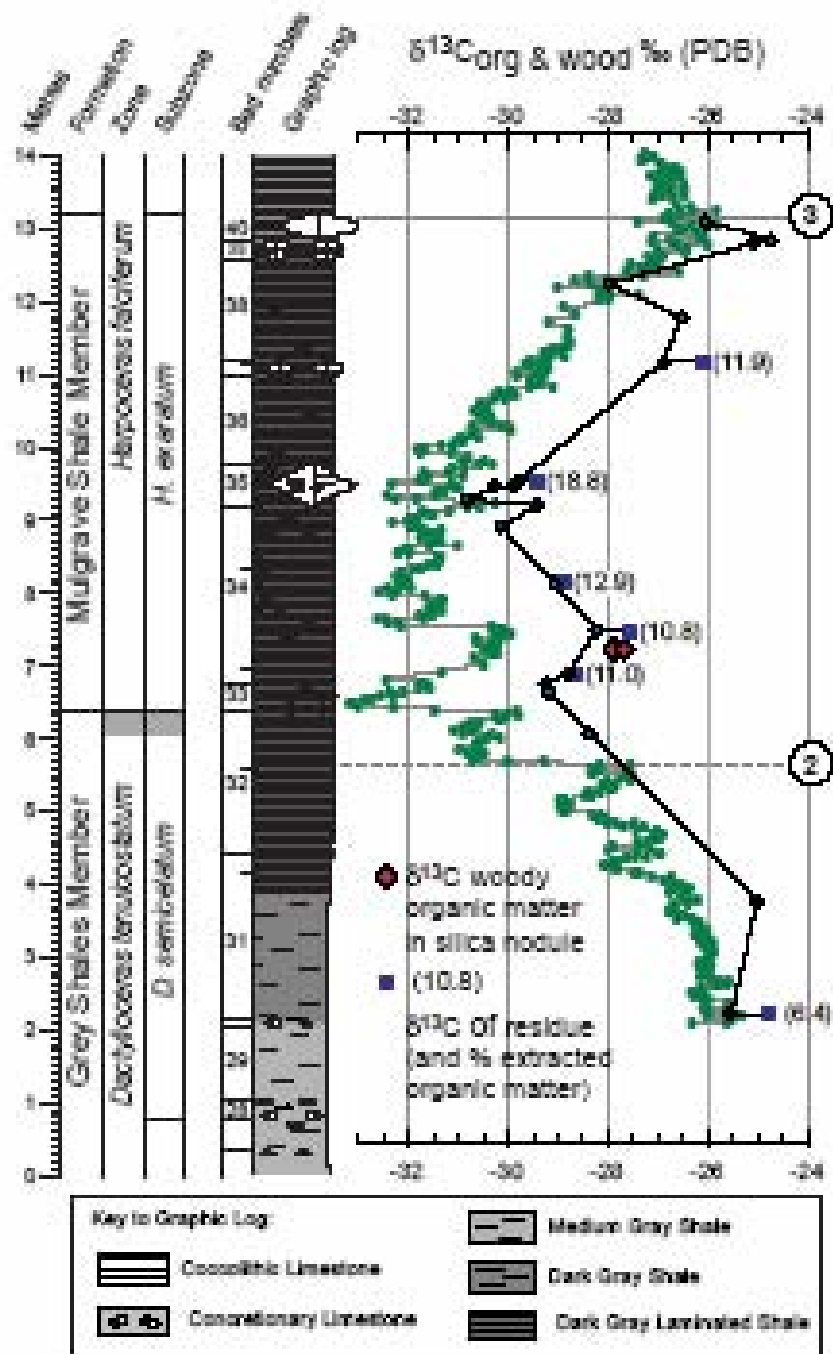 δ¹³Corg & wood ‰ (PDB)
Metres
Formation
Zone
Subzone
Bed numbers
Graphic log
-32 -30 -28 -26 -24
14
13
12
11
10
9
8
7
6
5
4
3
2
1
0
Mulgrave Shale Member
Grey Shales Member
Harpoceras falciferum
Dactylioceras tenuicostatum
H. exaratum
D. semicelatum
40
38
36
35
34
33
32
31
29
28
3
(11.9)
(18.8)
(12.9)
(10.8)
(11.0)
2
(6.4)
δ¹³C woody
organic matter
in silica nodule
(10.8)
δ¹³C of residue
(and % extracted
organic matter)
-32 -30 -28 -26 -24
Key to Graphic Log:
Coccolithic Limestone
Concretionary Limestone
Medium Gray Shale
Dark Gray Shale
Dark Gray Laminated Shale